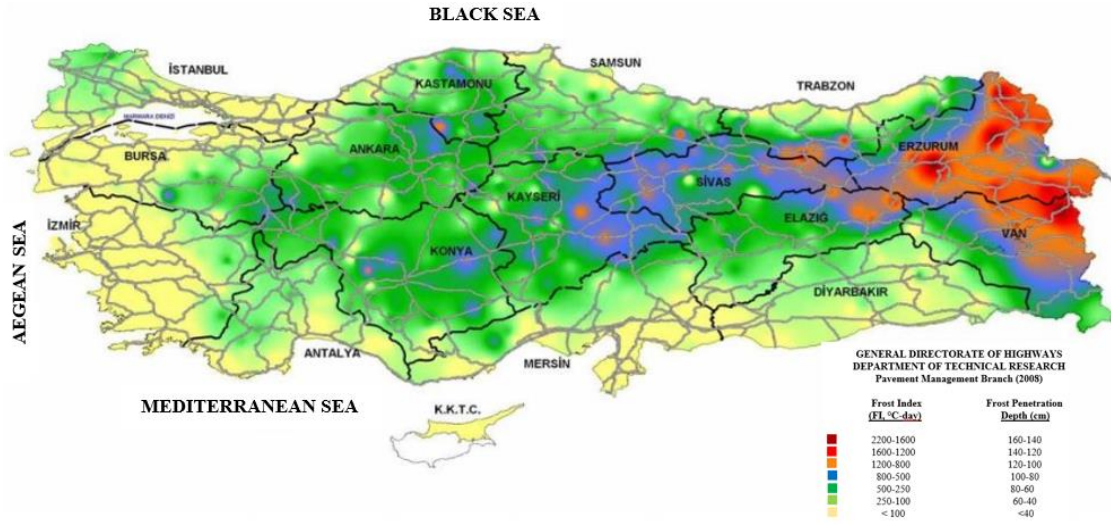 BLACK SEA
İSTANBUL
KASTAMONU
SAMSUN
TRABZON
MARMARA DENİZİ
BURSA
ANKARA
ERZURUM
SİVAS
KAYSERİ
İZMİR
ELAZIĞ
VAN
KONYA
AEGEAN SEA
DİYARBAKIR
ANTALYA
MERSİN
MEDITERRANEAN SEA
K.K.T.C.
GENERAL DIRECTORATE OF HIGHWAYS
DEPARTMENT OF TECHNICAL RESEARCH
Pavement Management Branch (2008)
Frost Index Frost Penetration
(FI, °C-day) Depth (cm)
2200-1600 160-140
1600-1200 140-120
1200-800 120-100
800-500 100-80
500-250 80-60
250-100 60-40
< 100 <40